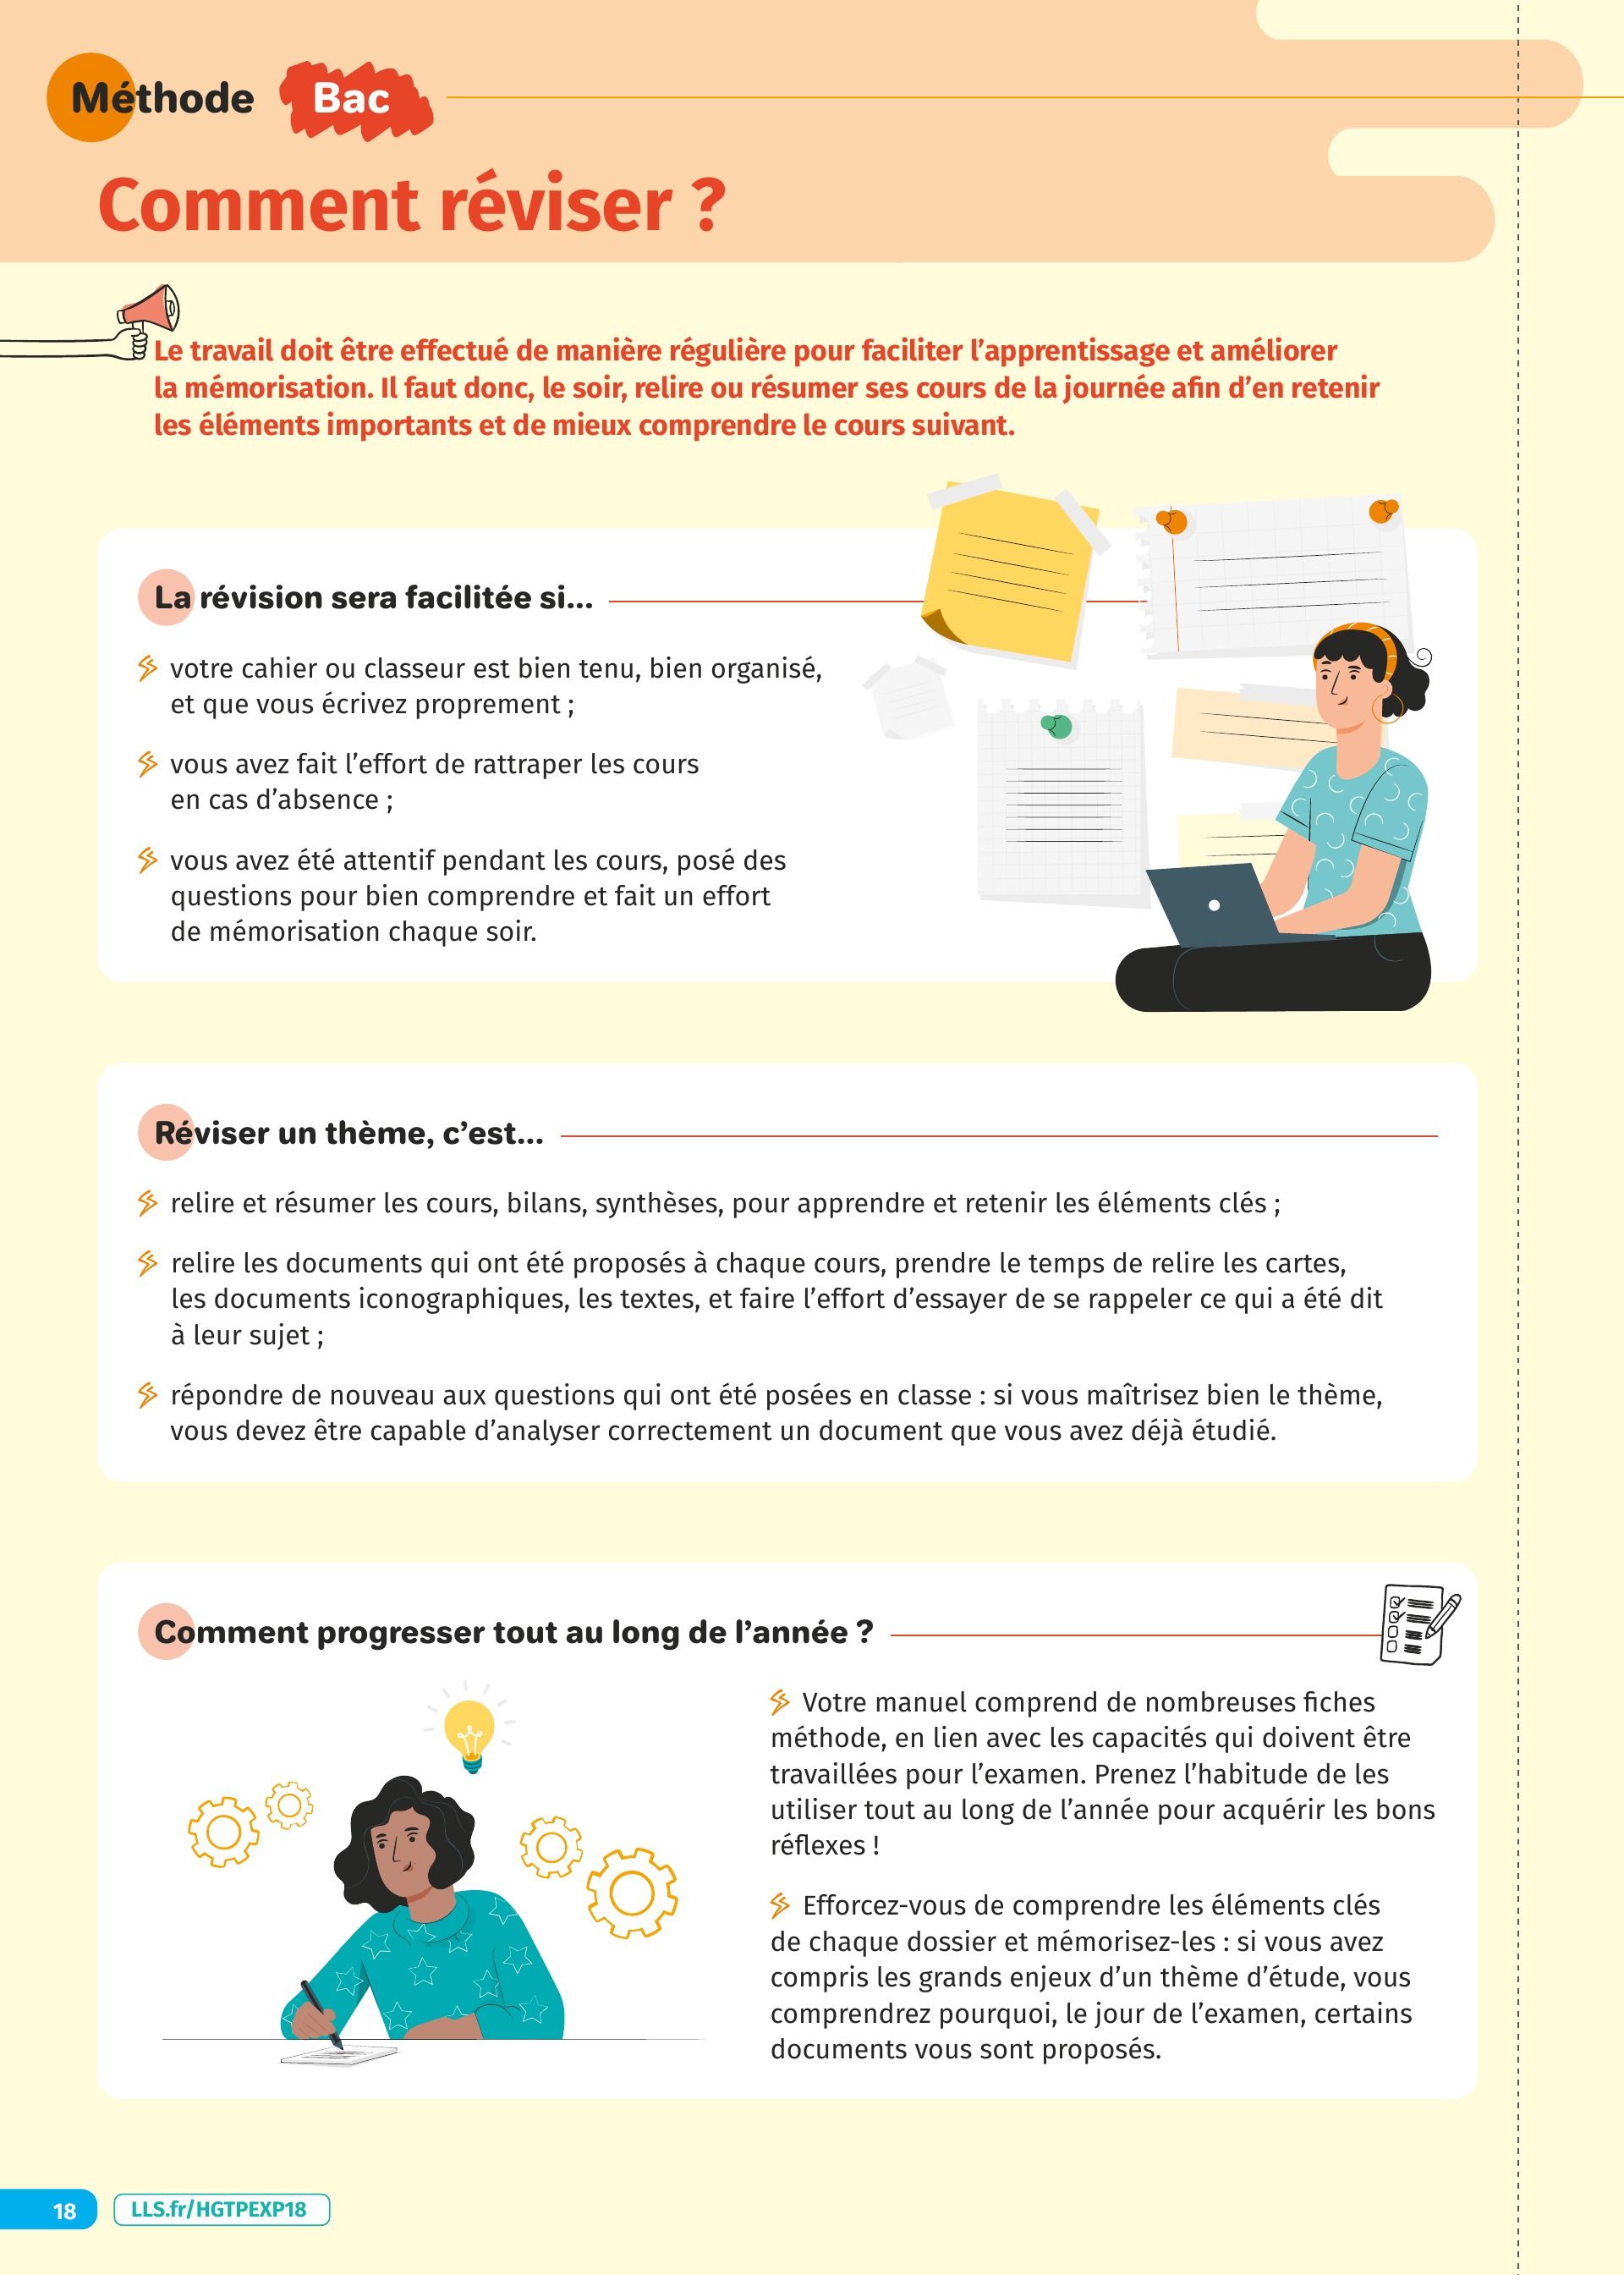 Méthode Bac
Comment réviser ?
Le travail doit être effectué de manière régulière pour faciliter l’apprentissage et améliorer
la mémorisation. Il faut donc, le soir, relire ou résumer ses cours de la journée afin d’en retenir
les éléments importants et de mieux comprendre le cours suivant.
La révision sera facilitée si...
votre cahier ou classeur est bien tenu, bien organisé,
et que vous écrivez proprement ;
vous avez fait l’effort de rattraper les cours
en cas d’absence ;
vous avez été attentif pendant les cours, posé des
questions pour bien comprendre et fait un effort
de mémorisation chaque soir.
Réviser un thème, c’est...
relire et résumer les cours, bilans, synthèses, pour apprendre et retenir les éléments clés ;
relire les documents qui ont été proposés à chaque cours, prendre le temps de relire les cartes,
les documents iconographiques, les textes, et faire l’effort d’essayer de se rappeler ce qui a été dit
à leur sujet ;
répondre de nouveau aux questions qui ont été posées en classe : si vous maîtrisez bien le thème,
vous devez être capable d’analyser correctement un document que vous avez déjà étudié.
Comment progresser tout au long de l’année ?
Votre manuel comprend de nombreuses fiches
méthode, en lien avec les capacités qui doivent être
travaillées pour l’examen. Prenez l’habitude de les
utiliser tout au long de l’année pour acquérir les bons
réflexes !
Efforcez-vous de comprendre les éléments clés
de chaque dossier et mémorisez-les : si vous avez
compris les grands enjeux d’un thème d’étude, vous
comprendrez pourquoi, le jour de l’examen, certains
documents vous sont proposés.
18 LLS.fr/HGTPEXP18